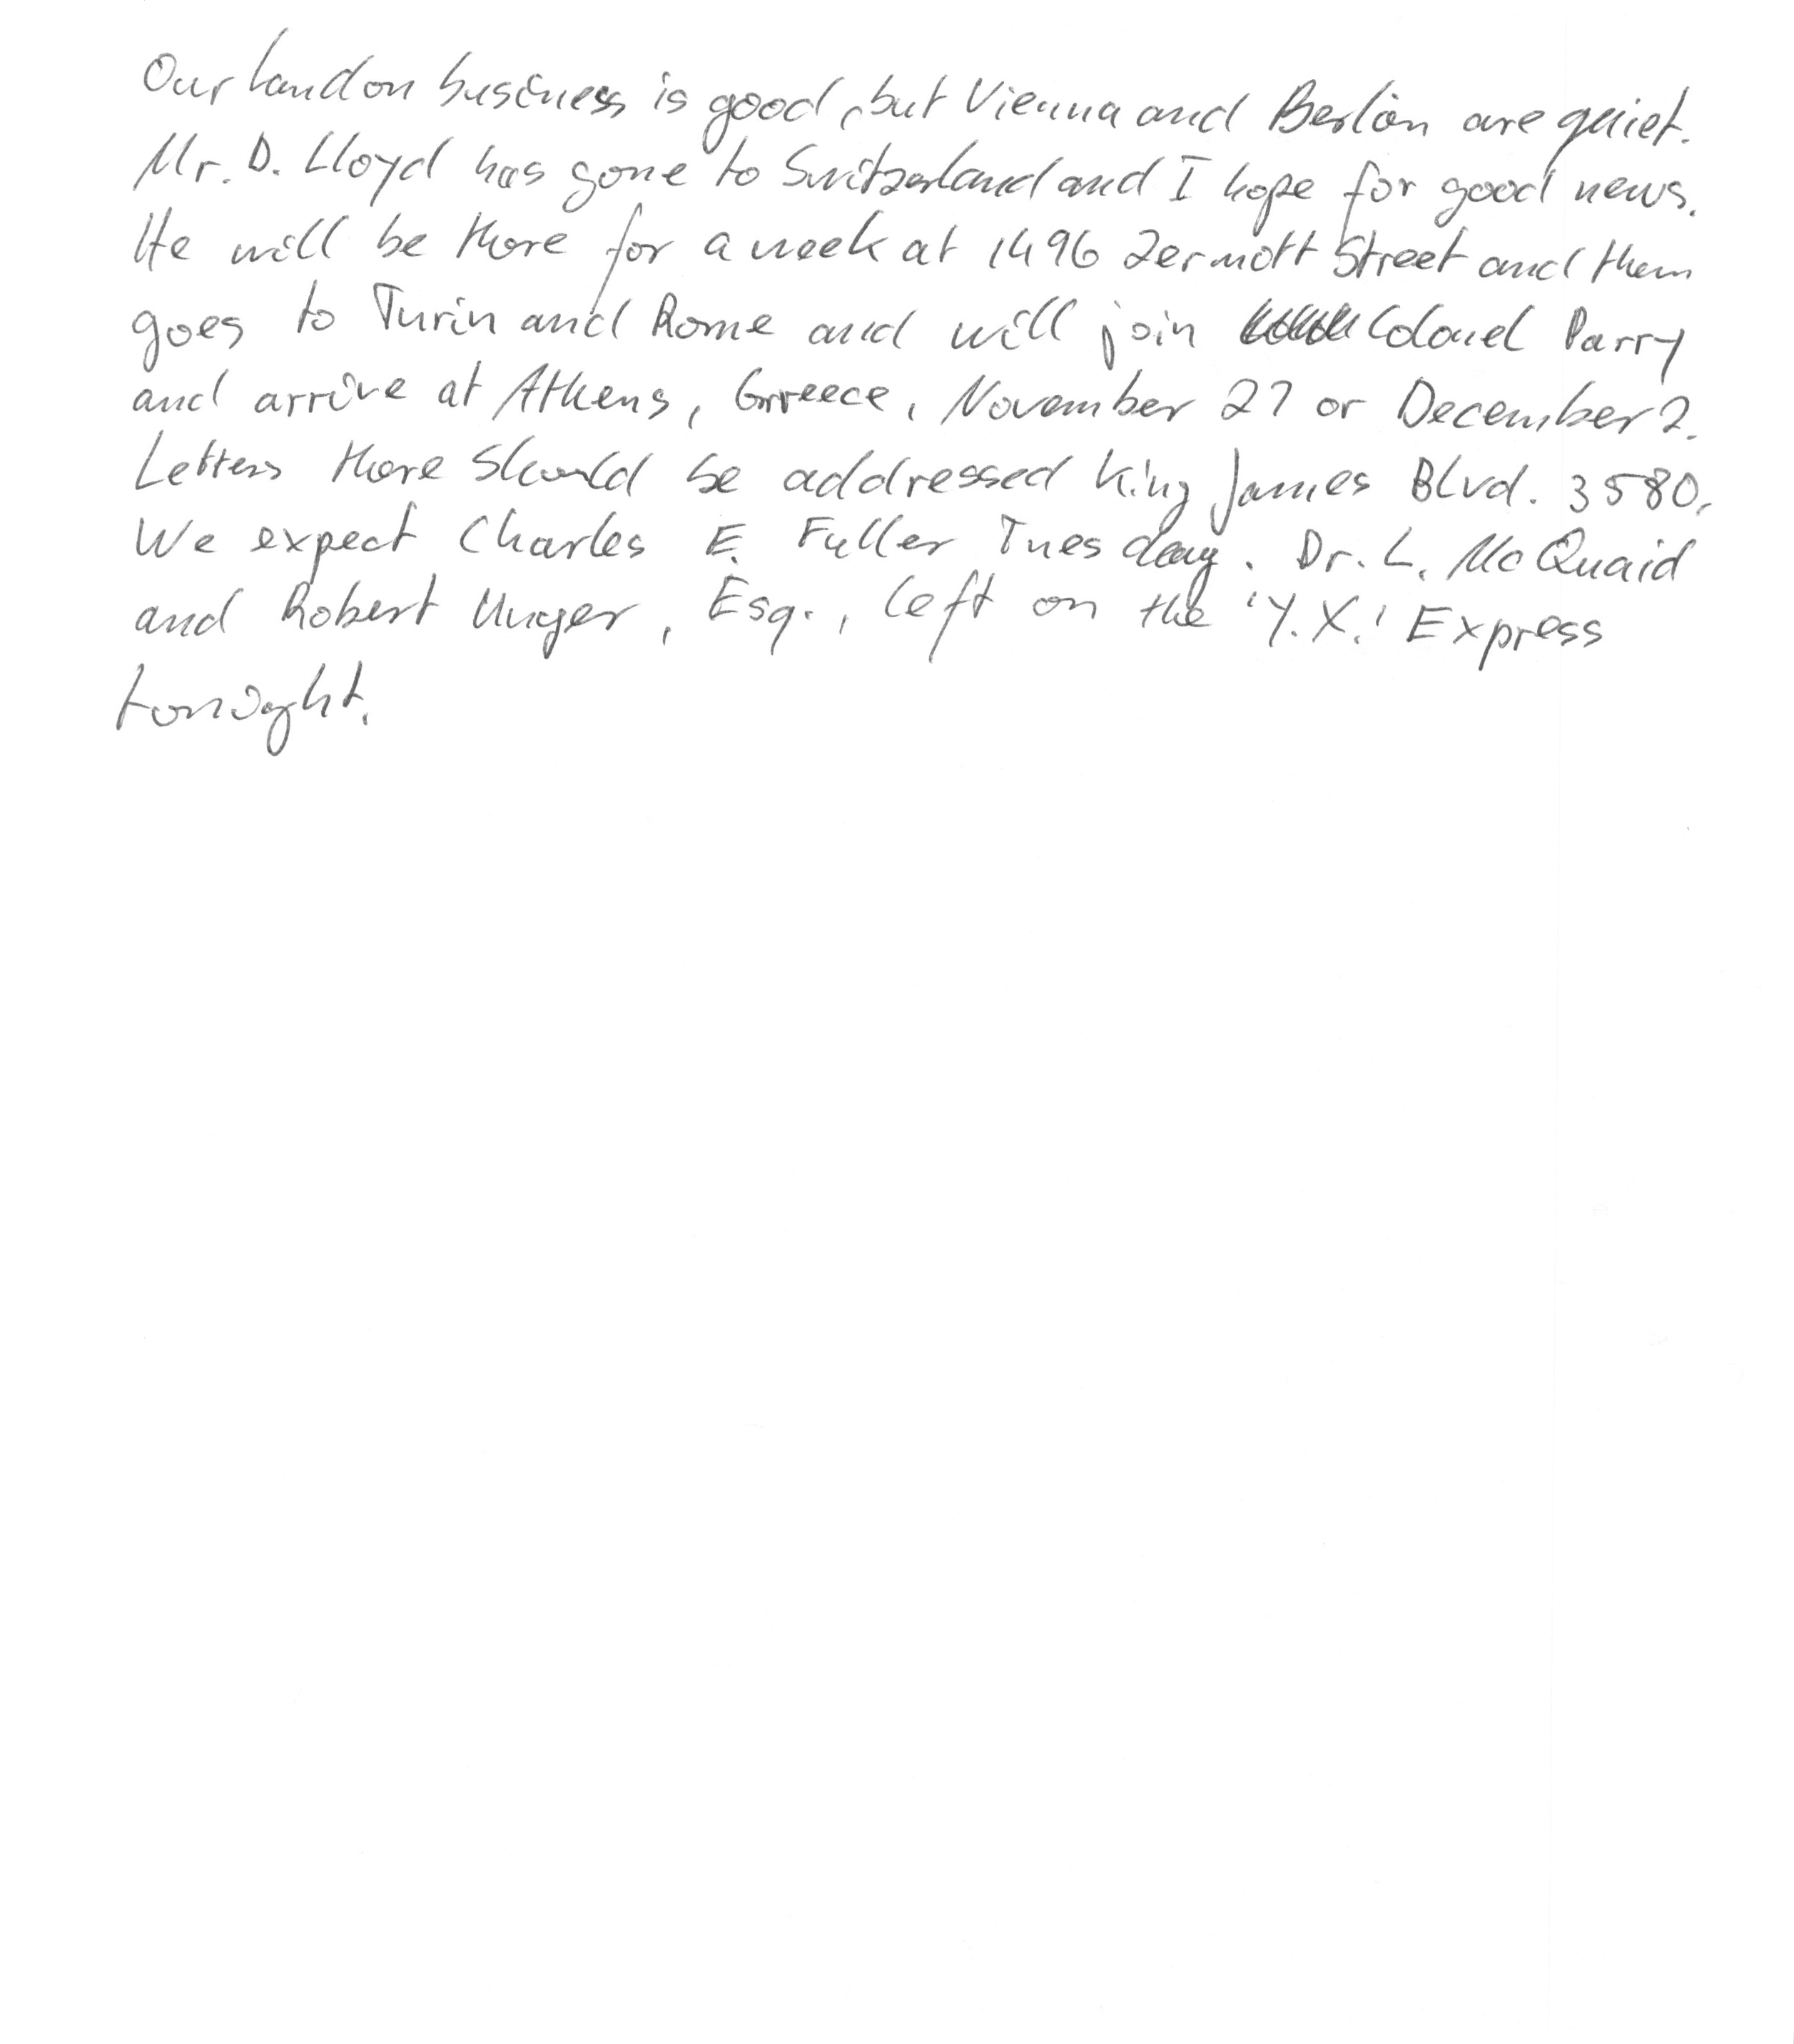 Our London business is good, but Vienna and Berlin are quiet.
Mr. D. Lloyd has gone to Switzerland and I hope for good news.
He will be there for a week at 1496 Zermott Street and then
goes to Turin and Rome and will join Colonel Parry
and arrive at Athens, Greece, November 27 or December 2.
Letters there should be addressed King James Blvd. 3580.
We expect Charles E. Fuller Tuesday. Dr. L. McQuaid
and Robert Unger, Esq., left on the 'Y.X.' Express
tonight.